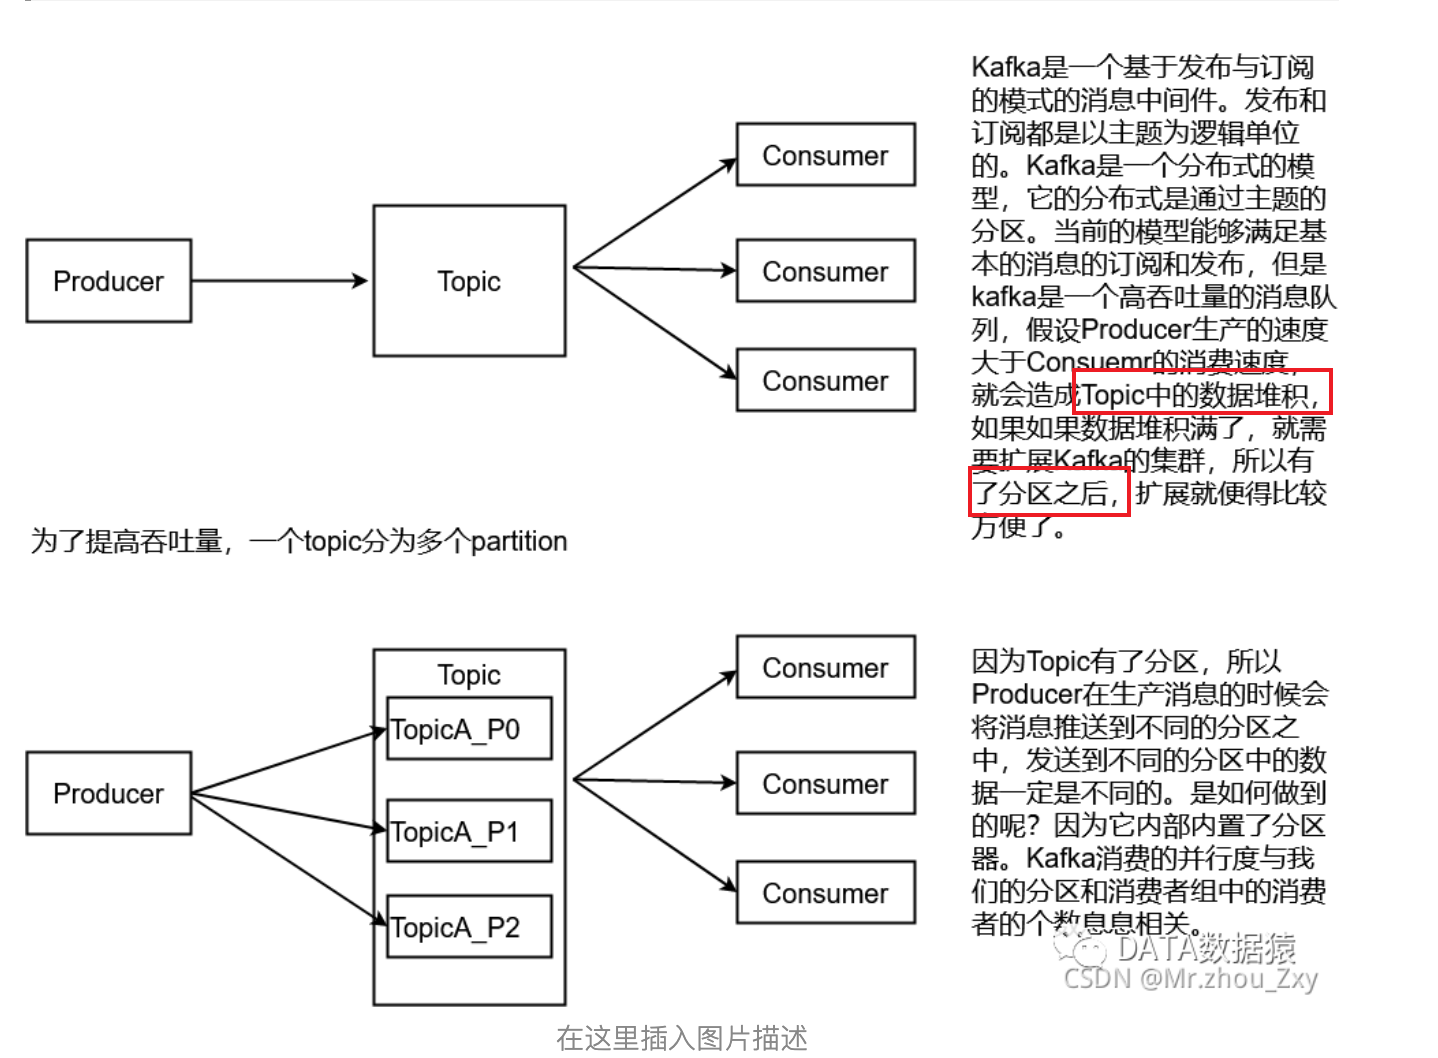 Producer
Topic
Consumer
Consumer
Consumer
Kafka是一个基于发布与订阅
的模式的消息中间件。发布和
订阅都是以主题为逻辑单位
的。Kafka是一个分布式的模
型，它的分布式是通过主题的
分区。当前的模型能够满足基
本的消息的订阅和发布，但是
kafka是一个高吞吐量的消息队
列，假设Producer生产的速度
大于Consuemr的消费速度，
就会造成Topic中的数据堆积，
如果如果数据堆积满了，就需
要扩展Kafka的集群，所以有
了分区之后，扩展就便得比较
方便了。
为了提高吞吐量，一个topic分为多个partition
Producer
Topic
TopicA_P0
TopicA_P1
TopicA_P2
Consumer
Consumer
Consumer
因为Topic有了分区，所以
Producer在生产消息的时候会
将消息推送到不同的分区之
中，发送到不同的分区中的数
据一定是不同的。是如何做到
的呢？因为它内部内置了分区
器。Kafka消费的并行度与我
们的分区和消费者组中的消费
者的个数息息相关。
DATA数据猿
CSDN @Mr.zhou_Zxy
在这里插入图片描述